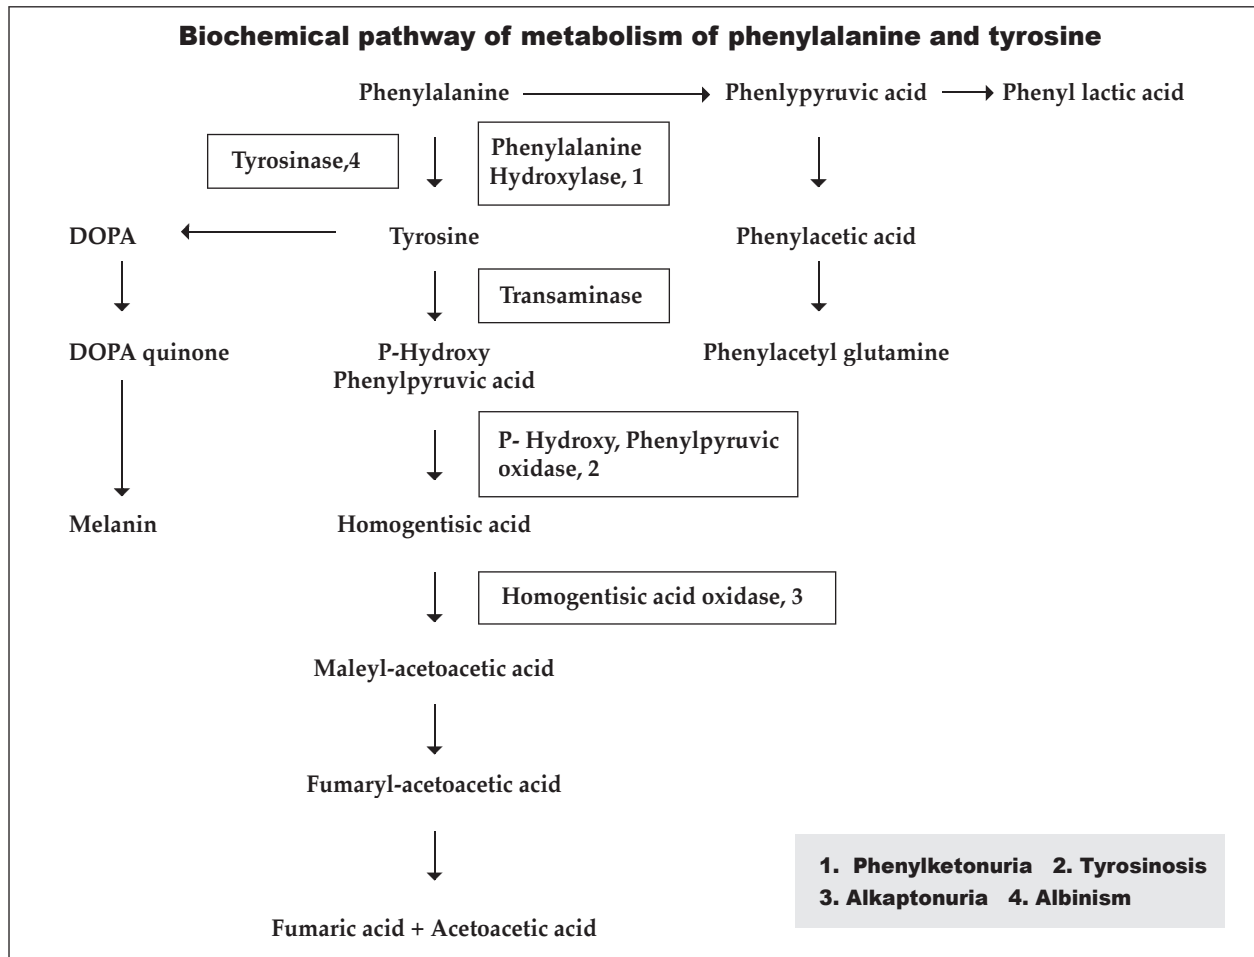 Biochemical pathway of metabolism of phenylalanine and tyrosine
Phenylalanine
Phenlypyruvic acid
Phenyl lactic acid
Tyrosinase,4
Phenylalanine
Hydroxylase, 1
DOPA
Tyrosine
Phenylacetic acid
Transaminase
DOPA quinone
P-Hydroxy
Phenylpyruvic acid
Phenylacetyl glutamine
P- Hydroxy, Phenylpyruvic
oxidase, 2
Melanin
Homogentisic acid
Homogentisic acid oxidase, 3
Maleyl-acetoacetic acid
Fumaryl-acetoacetic acid
1. Phenylketonuria 2. Tyrosinosis
3. Alkaptonuria 4. Albinism
Fumaric acid + Acetoacetic acid